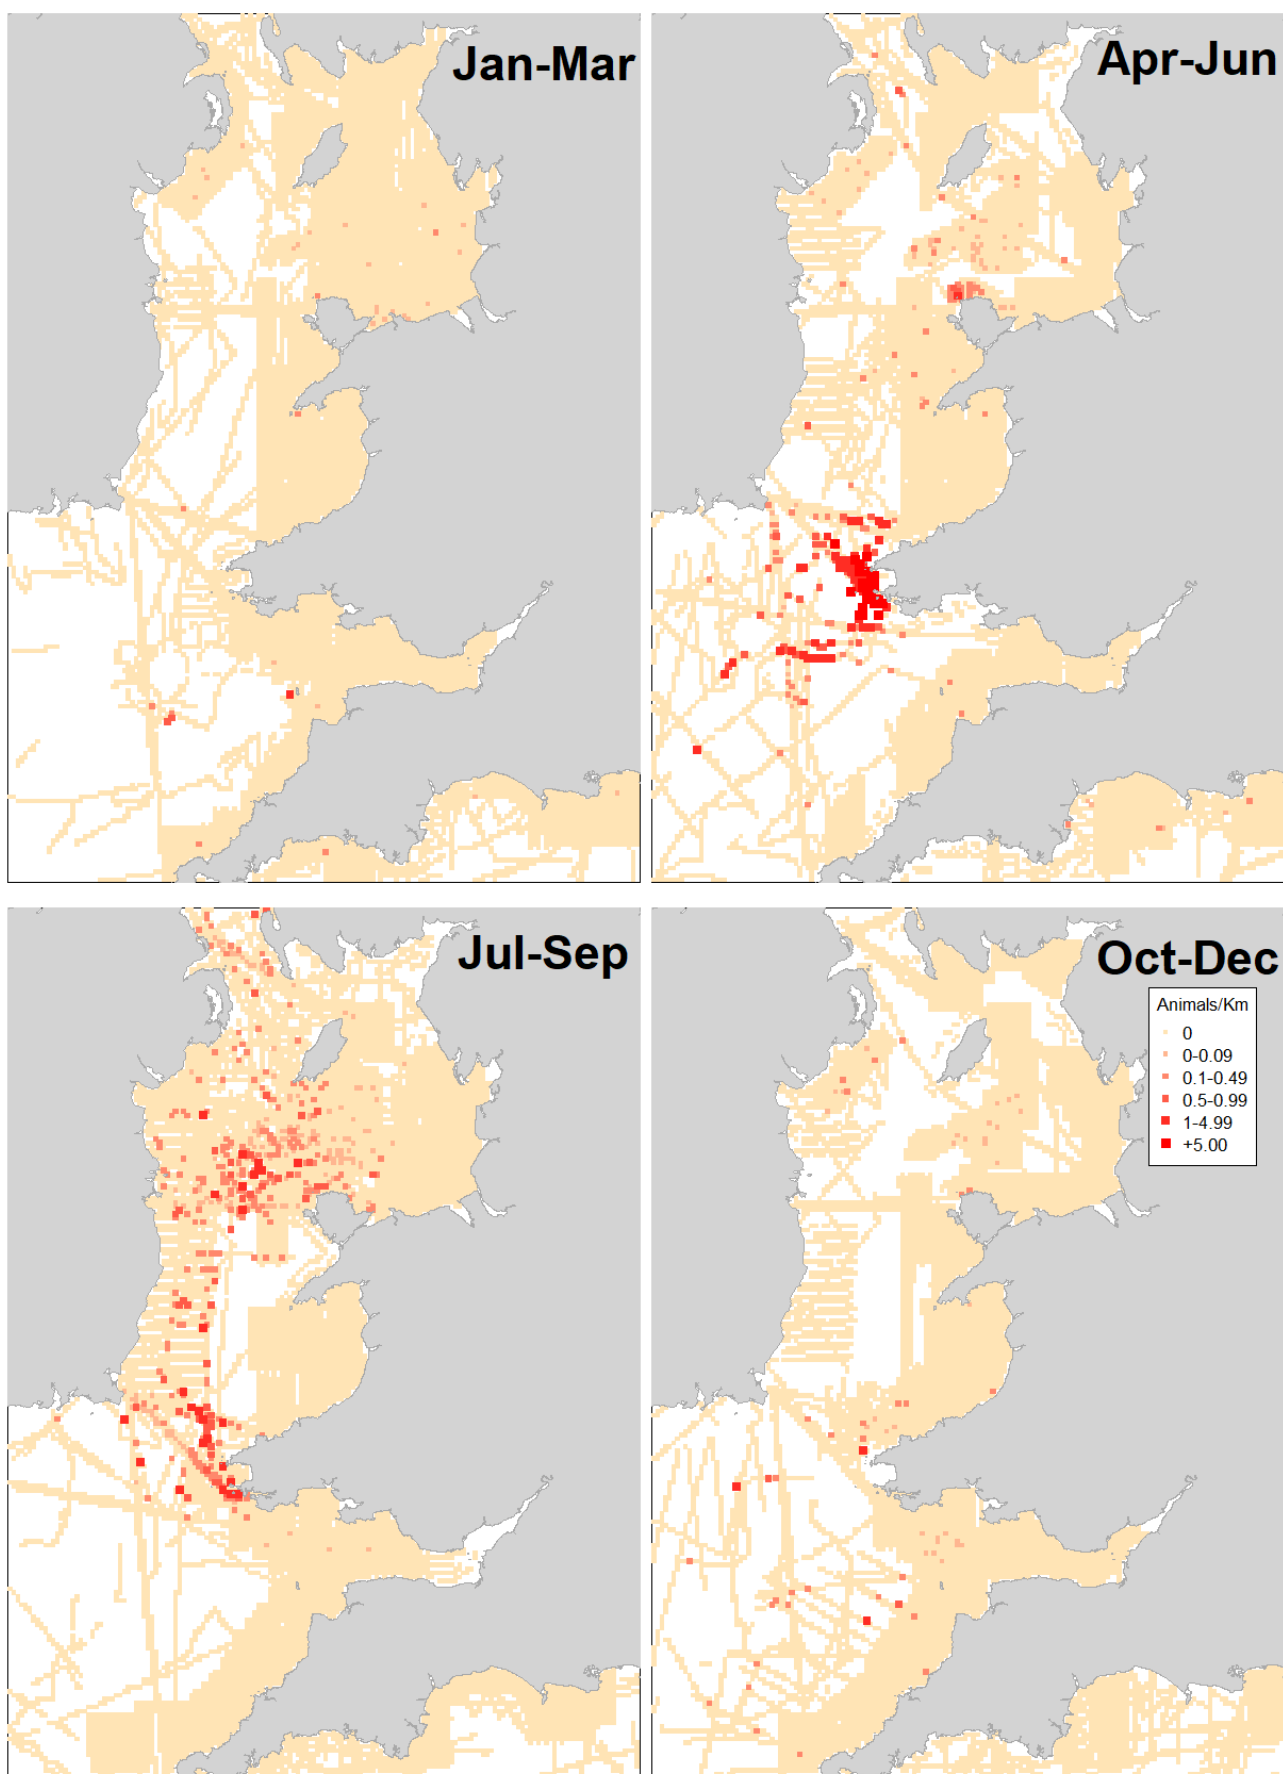 Jan-Mar
Apr-Jun
Jul-Sep
Oct-Dec
Animals/Km
0
0-0.09
0.1-0.49
0.5-0.99
1-4.99
+5.00